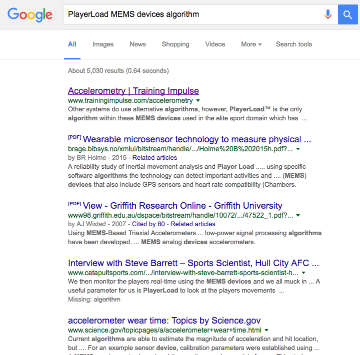 Google
PlayerLoad MEMS devices algorithm
All Images News Shopping Videos More ▾ Search tools
About 5,030 results (0.64 seconds)
Accelerometry | Training Impulse
www.trainingimpulse.com/accelerometry ▾
Other systems do use alternative algorithms, however, PlayerLoad™ is the only
algorithm within these MEMS devices used in the elite sport domain which has ...
[PDF] Wearable microsensor technology to measure physical ...
brage.bibsys.no/xmlui/bitstream/handle/.../Holme%20B%202015h.pdf?... ▾
by BR Holme - 2015 - Related articles
A reliability study of inertial movement analysis and Player Load ..... using specific
software algorithms the technology can detect important activities and .... (MEMS)
devices that also include GPS sensors and heart rate compatibility (Chambers.
[PDF] View - Griffith Research Online - Griffith University
www98.griffith.edu.au/dspace/bitstream/handle/10072/.../47522_1.pdf?... ▾
by AJ Wixted - 2007 - Cited by 80 - Related articles
Using MEMS-Based Triaxial Accelerometers ... low-power signal processing algorithms
have been developed. ... MEMS analog devices accelerometers.
Interview with Steve Barrett – Sports Scientist, Hull City AFC ...
www.catapultsports.com/.../interview-with-steve-barrett-sports-scientist-h... ▾
We then monitor the players real-time using the MEMS devices and we all muck in ... A
useful parameter for us is PlayerLoad to look at the players movements ...
Missing: algorithm
accelerometer wear time: Topics by Science.gov
www.science.gov/topicpages/a/accelerometer+wear+time.html ▾
Current algorithms are able to estimate the magnitude of acceleration and hit location,
but .... For an example sensor device, calibration parameters were established using ...